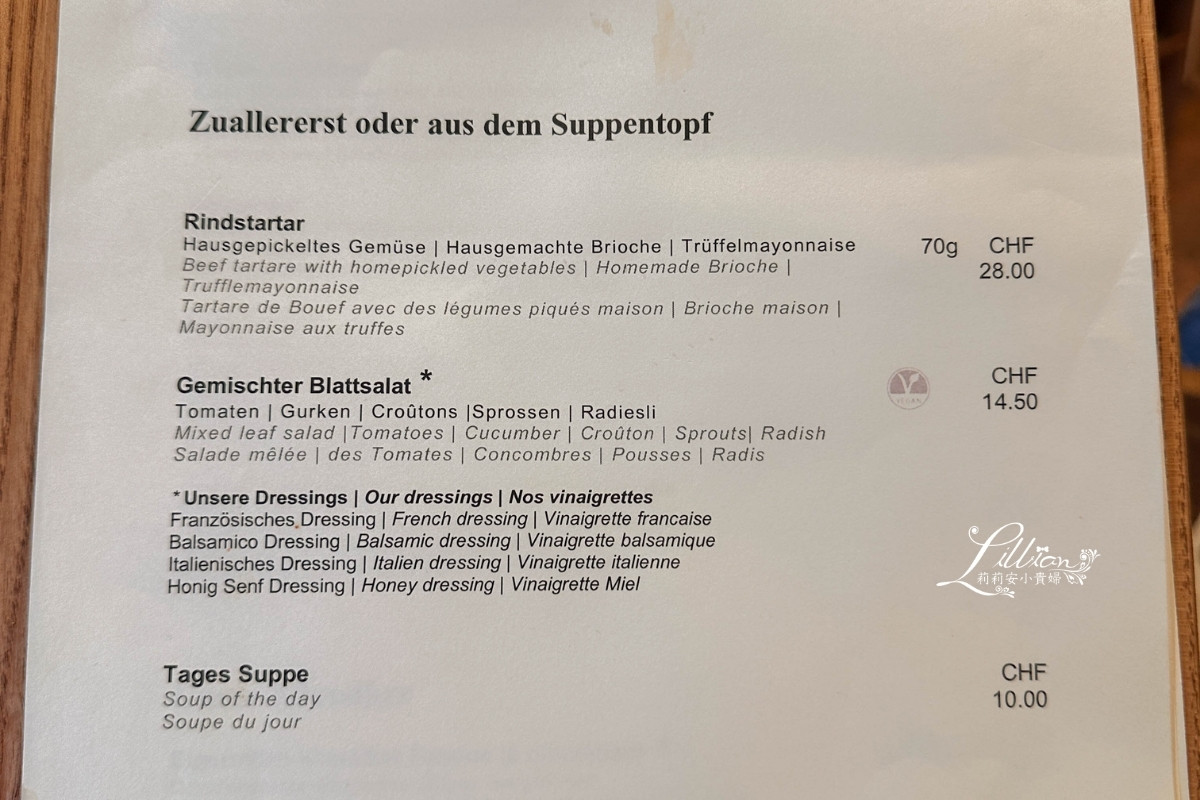 Zuallererst oder aus dem Suppentopf
Rindstartar
Hausgepickeltes Gemüse | Hausgemachte Brioche | Trüffelmayonnaise 70g CHF
Beef tartare with homepickled vegetables | Homemade Brioche | 28.00
Trufflemayonnaise
Tartare de Bouef avec des légumes piqués maison | Brioche maison |
Mayonnaise aux truffes
Gemischter Blattsalat * VEGAN CHF
14.50
Tomaten | Gurken | Croûtons |Sprossen | Radiesli
Mixed leaf salad |Tomatoes | Cucumber | Croûton | Sprouts| Radish
Salade mêlée | des Tomates | Concombres | Pousses | Radis
*Unsere Dressings | Our dressings | Nos vinaigrettes
Französisches Dressing | French dressing | Vinaigrette francaise
Balsamico Dressing | Balsamic dressing | Vinaigrette balsamique
Italienisches Dressing | Italien dressing | Vinaigrette italienne
Honig Senf Dressing | Honey dressing | Vinaigrette Miel
Lillian
莉莉安小貴婦
Tages Suppe CHF
Soup of the day 10.00
Soupe du jour